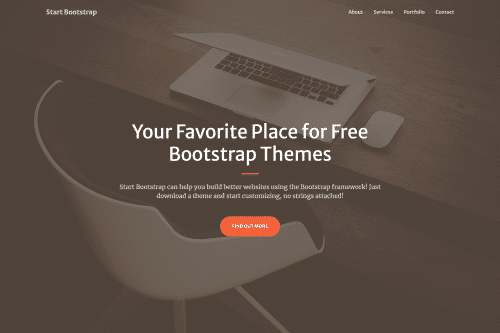 Start Bootstrap
About Services Portfolio Contact
Your Favorite Place for Free
Bootstrap Themes
Start Bootstrap can help you build better websites using the Bootstrap framework! Just
download a theme and start customizing, no strings attached!
FIND OUT MORE